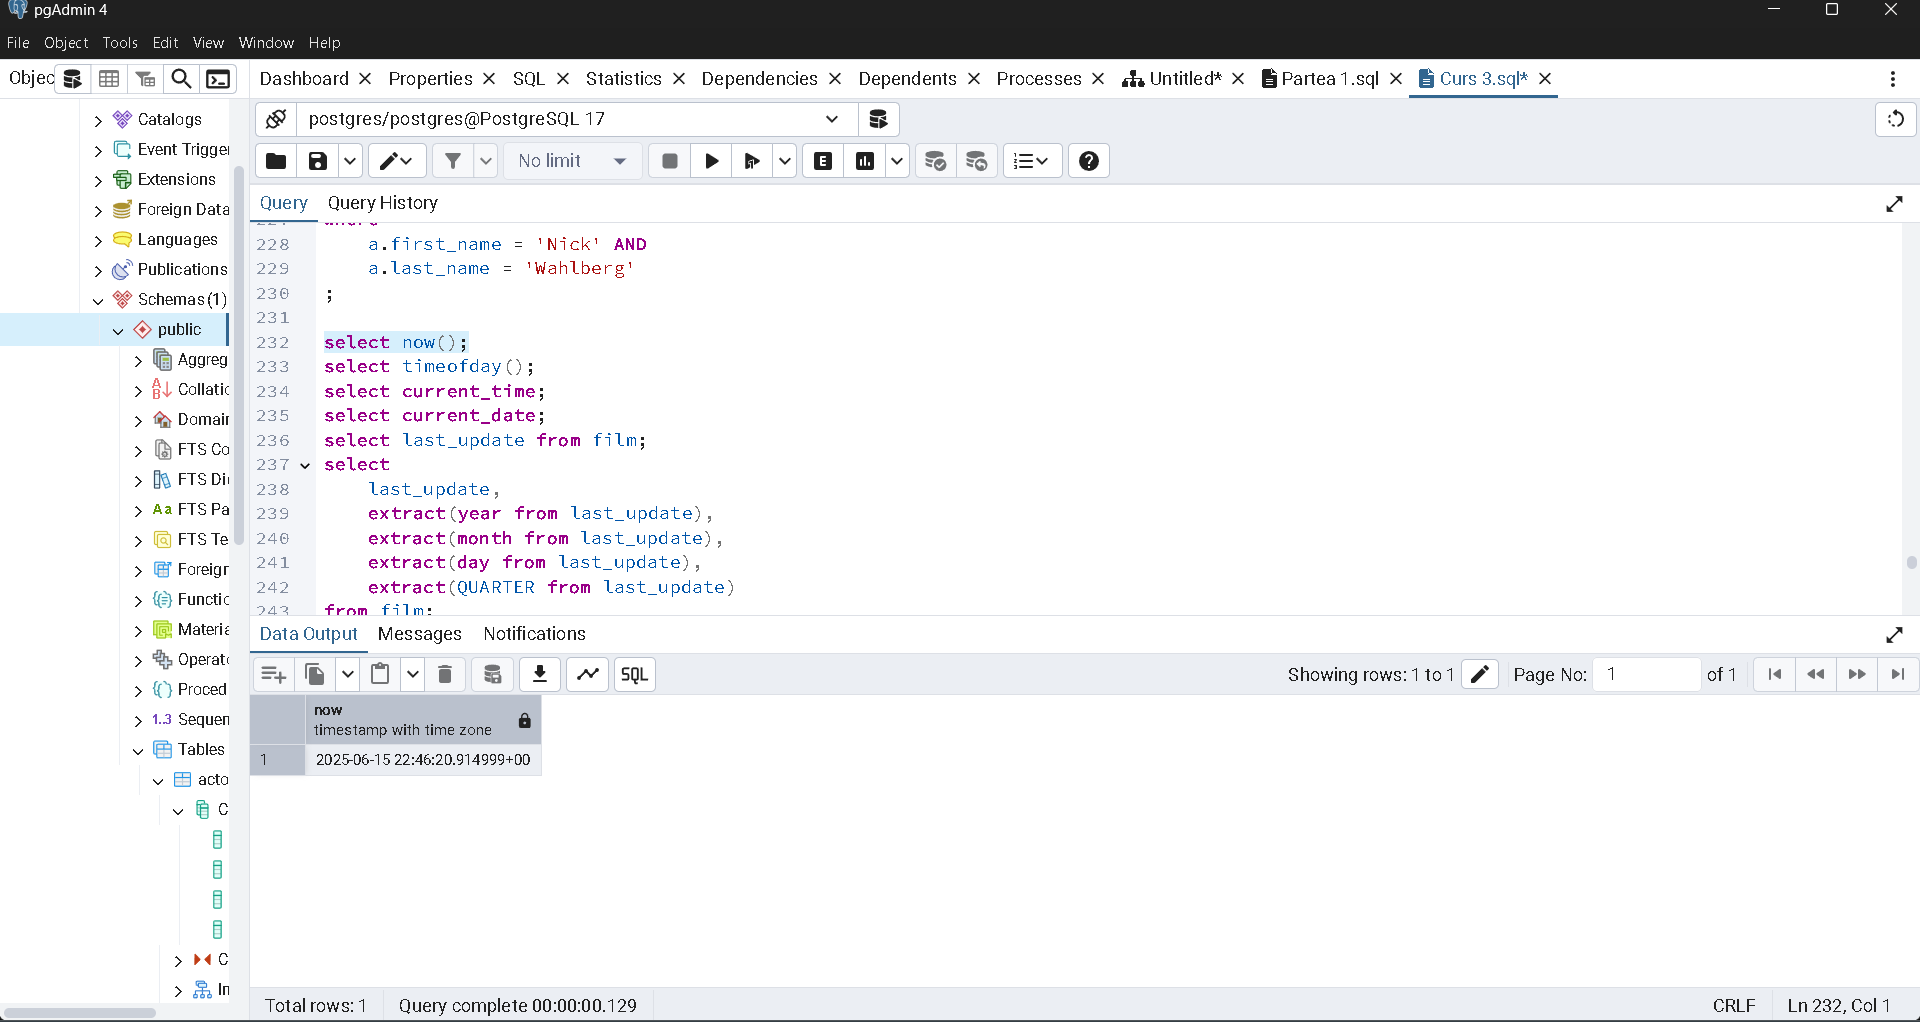 pgAdmin 4
File Object Tools Edit View Window Help
Objec
Dashboard Properties SQL Statistics Dependencies Dependents Processes Untitled* Partea 1.sql Curs 3.sql*
Catalogs
Event Trigge
Extensions
Foreign Data
Languages
Publications
Schemas (1)
public
Aggreg
Collatic
Domair
FTS Co
FTS Di
Aa FTS Pa
FTS Te
Foreigr
Functic
Materia
Operat
Proced
1..3 Sequen
Tables
acto
C
C
In
postgres/postgres@PostgreSQL 17
No limit
E
Query Query History
228 a.first_name = 'Nick' AND
229 a.last_name = 'Wahlberg'
230 ;
231
232 select now();
233 select timeofday();
234 select current_time;
235 select current_date;
236 select last_update from film;
237 select
238 last_update,
239 extract(year from last_update),
240 extract(month from last_update),
241 extract(day from last_update),
242 extract(QUARTER from last_update)
243 from film;
Data Output Messages Notifications
SQL
Showing rows: 1 to 1 Page No: 1 of 1
now
timestamp with time zone
1 2025-06-15 22:46:20.914999+00
Total rows: 1 Query complete 00:00:00.129 CRLF Ln 232, Col 1